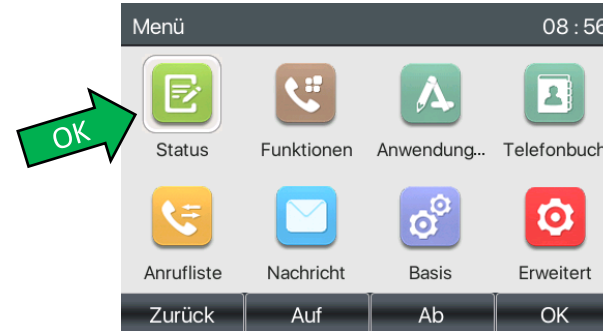 Menü 08 : 56
OK
Status Funktionen Anwendung... Telefonbuch
Anrufliste Nachricht Basis Erweitert
Zurück Auf Ab OK